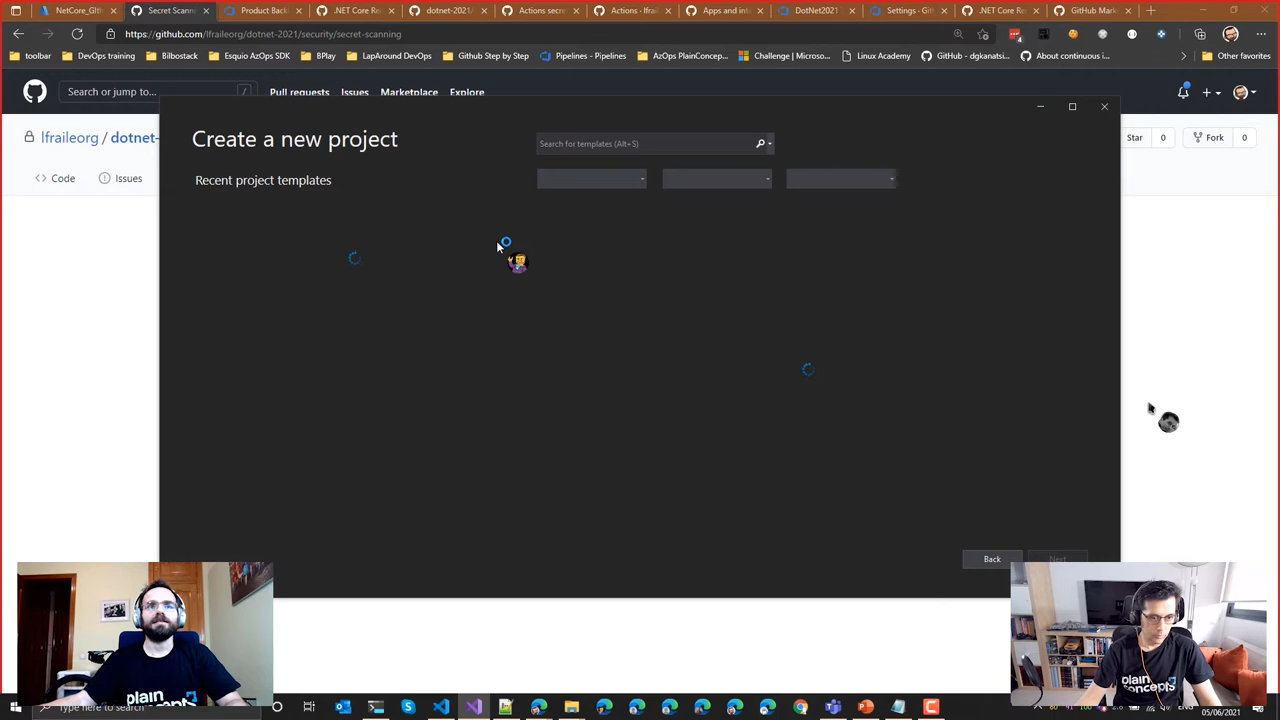 NetCore_Gith
Secret Scann
Product Backl
.NET Core Re
dotnet-2021/
Actions secre
Actions · lfrail
Apps and inte
DotNet2021
Settings · Git
.NET Core Re
GitHub Mark
https://github.com/lfraileorg/dotnet-2021/security/secret-scanning
toolbar
DevOps training
Bilbostack
Esquio AzOps SDK
BPlay
LapAround DevOps
Github Step by Step
Pipelines - Pipelines
AzOps PlainConcep...
Challenge | Microso...
Linux Academy
GitHub - dgkanatsi...
About continuous i...
Other favorites
Search or jump to...
/
Pull requests
Issues
Marketplace
Explore
lfraileorg / dotnet-
Star 0
Fork 0
Code
Issues
Create a new project
Search for templates (Alt+S)
Recent project templates
Back
Next
plain
concepts
plain
concepts
Type here to search
05/06/2021